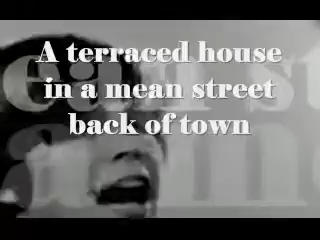 A terraced house
in a mean street
back of town